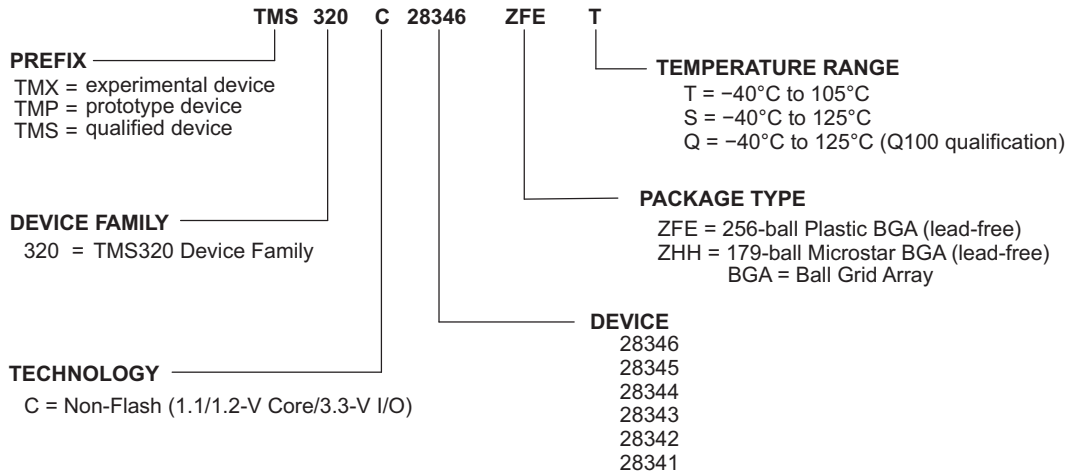 TMS 320 C 28346 ZFE T
PREFIX
TMX = experimental device
TMP = prototype device
TMS = qualified device
TEMPERATURE RANGE
T = −40°C to 105°C
S = −40°C to 125°C
Q = −40°C to 125°C (Q100 qualification)
DEVICE FAMILY
320 = TMS320 Device Family
PACKAGE TYPE
ZFE = 256-ball Plastic BGA (lead-free)
ZHH = 179-ball Microstar BGA (lead-free)
BGA = Ball Grid Array
TECHNOLOGY
C = Non-Flash (1.1/1.2-V Core/3.3-V I/O)
DEVICE
28346
28345
28344
28343
28342
28341